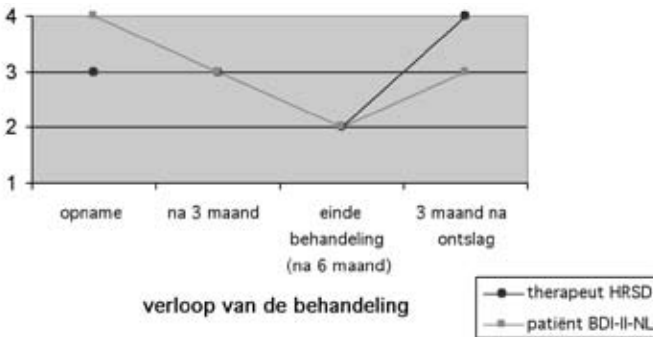 4
3
2
1
opname na 3 maand einde 3 maand na
behandeling ontslag
(na 6 maand)
verloop van de behandeling
therapeut HRSD
patiënt BDI-II-NL